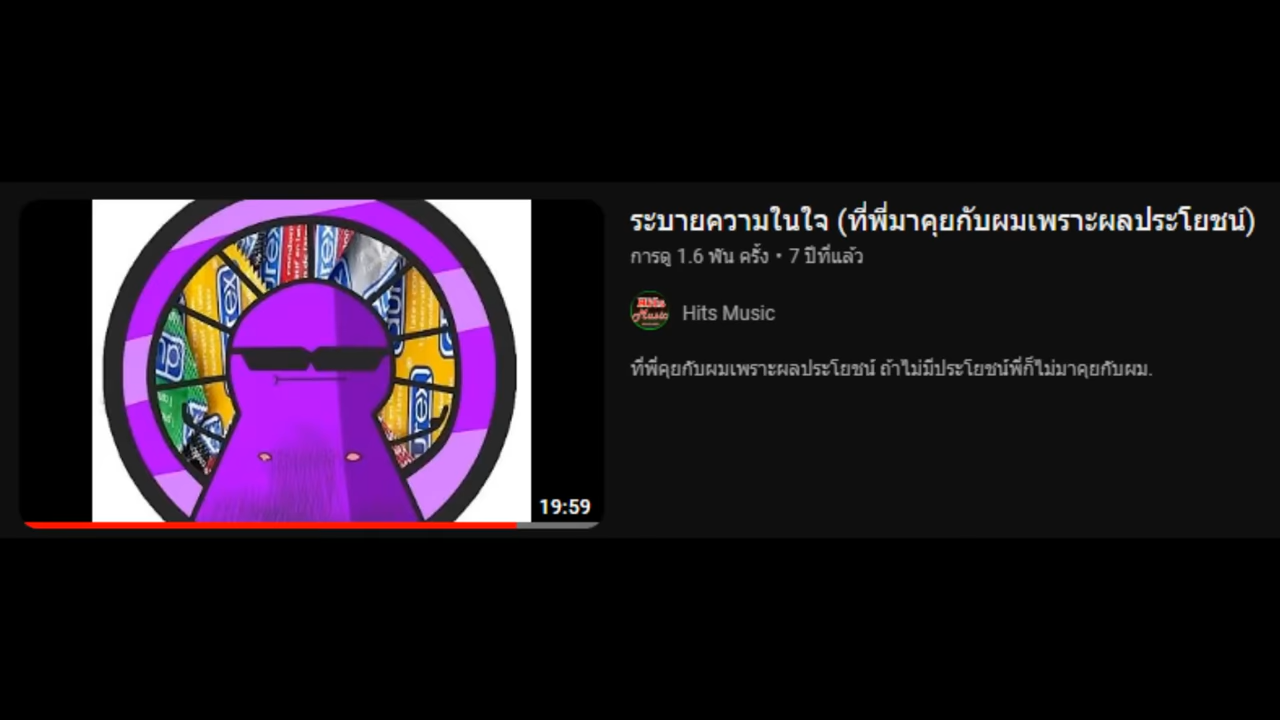 ระบายความในใจ (ที่พี่มาคุยกับผมเพราะผลประโยชน์)
การดู 1.6 พัน ครั้ง • 7 ปีที่แล้ว
Hits Music
Hits Music
ที่พี่คุยกับผมเพราะผลประโยชน์ ถ้าไม่มีประโยชน์พี่ก็ไม่มาคุยกับผม.
19:59